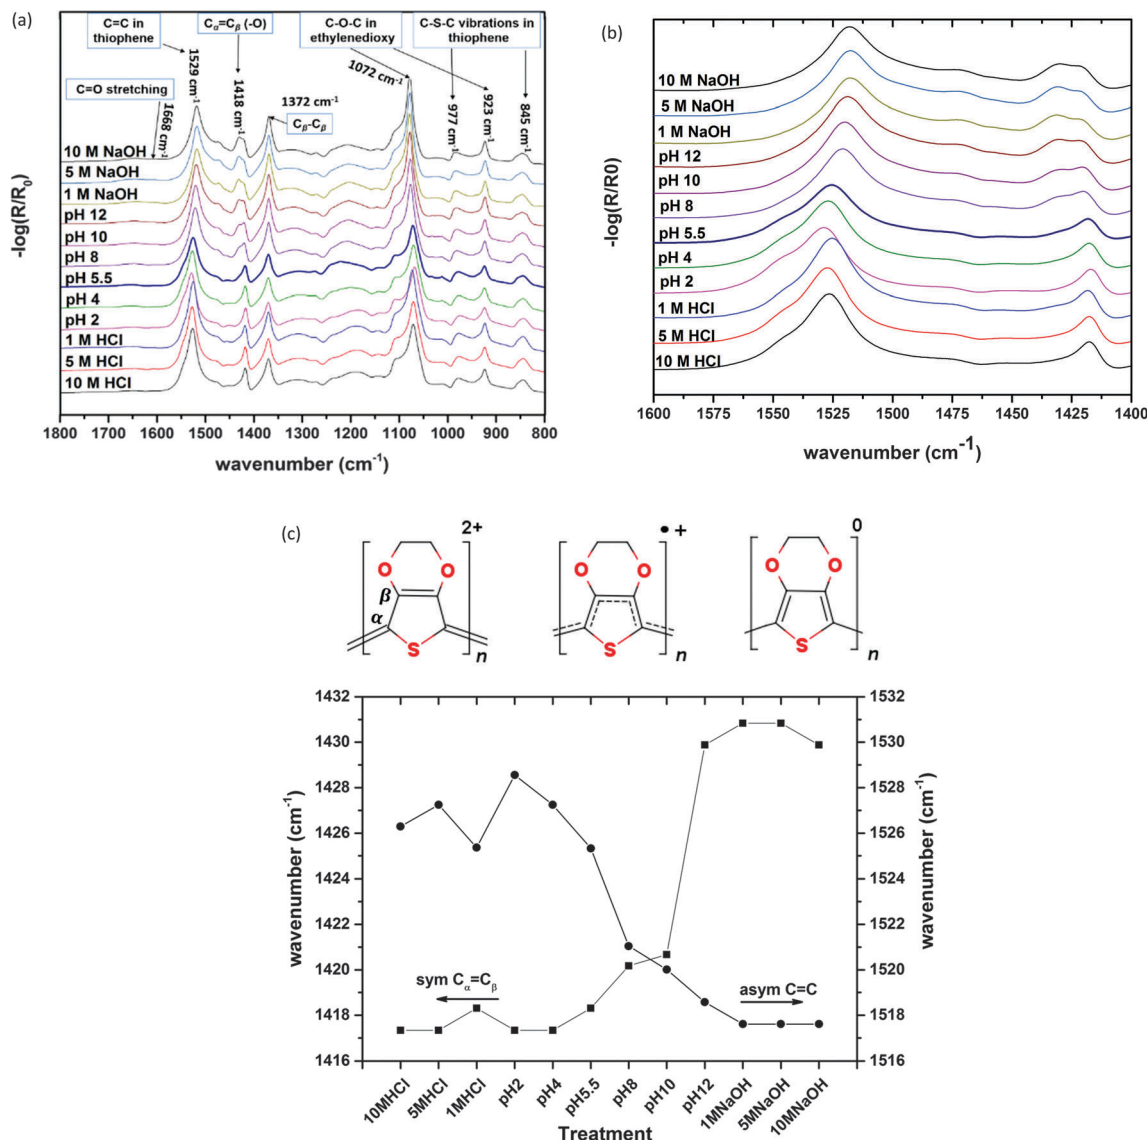 (a)
C=C in
thiophene
Cα=Cβ (-O)
C-O-C in
ethylenedioxy
C-S-C vibrations in
thiophene
C=O stretching
1668 cm-1
1529 cm-1
1418 cm-1
1372 cm-1
Cβ-Cβ
1072 cm-1
977 cm-1
923 cm-1
845 cm-1
10 M NaOH
5 M NaOH
1 M NaOH
pH 12
pH 10
pH 8
pH 5.5
pH 4
pH 2
1 M HCl
5 M HCl
10 M HCl
-log(R/R0)
1800 1700 1600 1500 1400 1300 1200 1100 1000 900 800
wavenumber (cm-1)
(b)
10 M NaOH
5 M NaOH
1 M NaOH
pH 12
pH 10
pH 8
pH 5.5
pH 4
pH 2
1 M HCl
5 M HCl
10 M HCl
-log(R/R0)
1600 1575 1550 1525 1500 1475 1450 1425 1400
wavenumber (cm-1)
(c)
2+
O O
β
α
S
n
• +
O O
S
n
0
O O
S
n
1432
1430
1428
1426
1424
1422
1420
1418
1416
wavenumber (cm-1)
sym Cα=Cβ
asym C=C
1532
1530
1528
1526
1524
1522
1520
1518
1516
wavenumber (cm-1)
10MHCl 5MHCl 1MHCl pH2 pH4 pH5.5 pH8 pH10 pH12 1MNaOH 5MNaOH 10MNaOH
Treatment